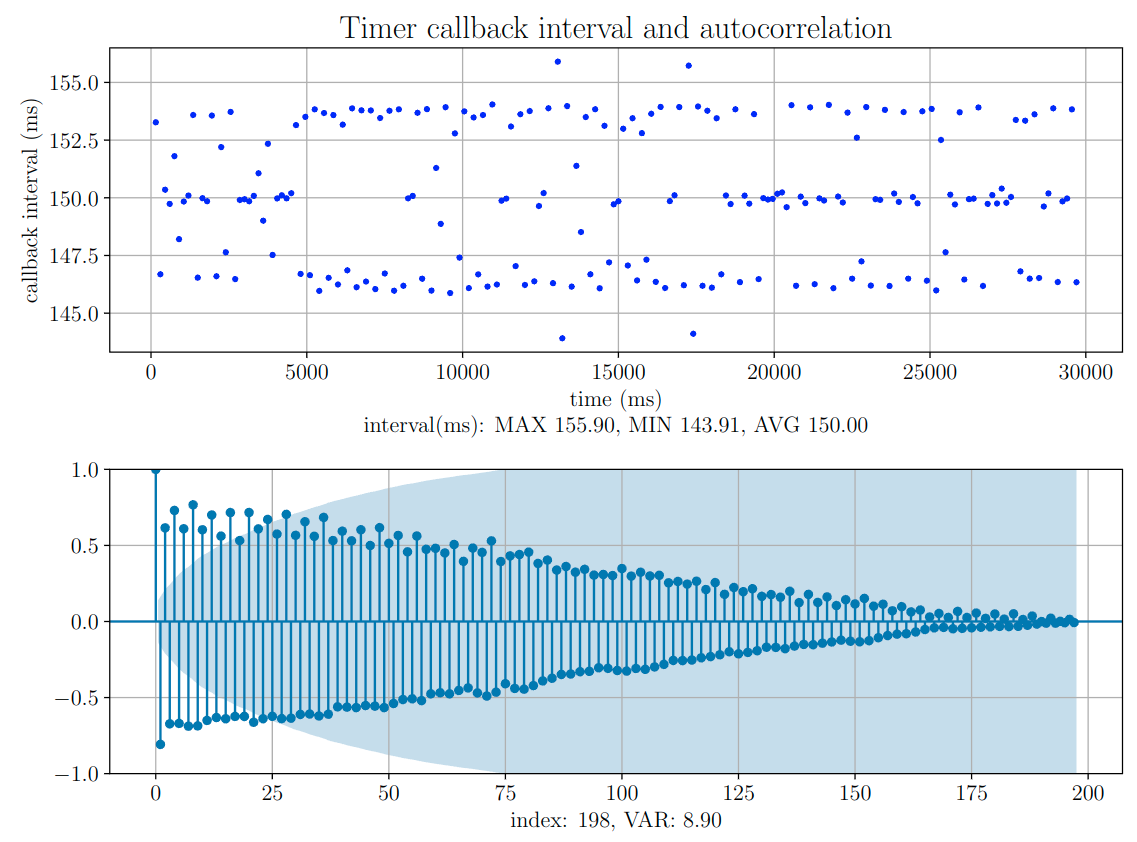 Timer callback interval and autocorrelation
callback interval (ms)
155.0
152.5
150.0
147.5
145.0
0 5000 10000 15000 20000 25000 30000
time (ms)
interval(ms): MAX 155.90, MIN 143.91, AVG 150.00
1.0
0.5
0.0
−0.5
−1.0
0 25 50 75 100 125 150 175 200
index: 198, VAR: 8.90